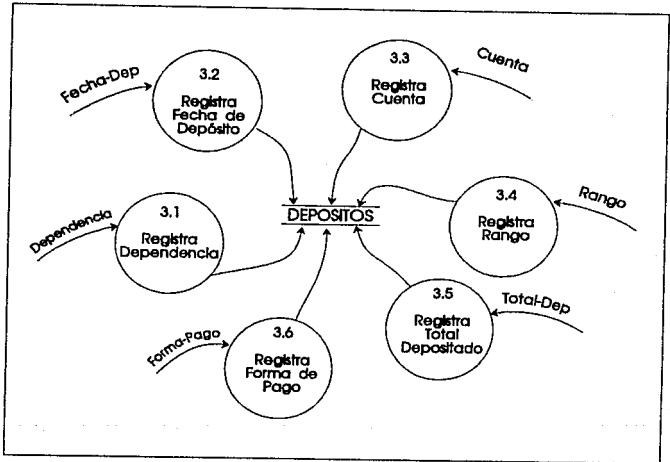 Fecha-Dep
3.2
Registra
Fecha de
Depósito
3.3
Registra
Cuenta
Cuenta
Dependencia
3.1
Registra
Dependencia
DEPOSITOS
3.4
Registra
Rango
Rango
Forma-Pago
3.6
Registra
Forma de
Pago
3.5
Registra
Total
Depositado
Total-Dep